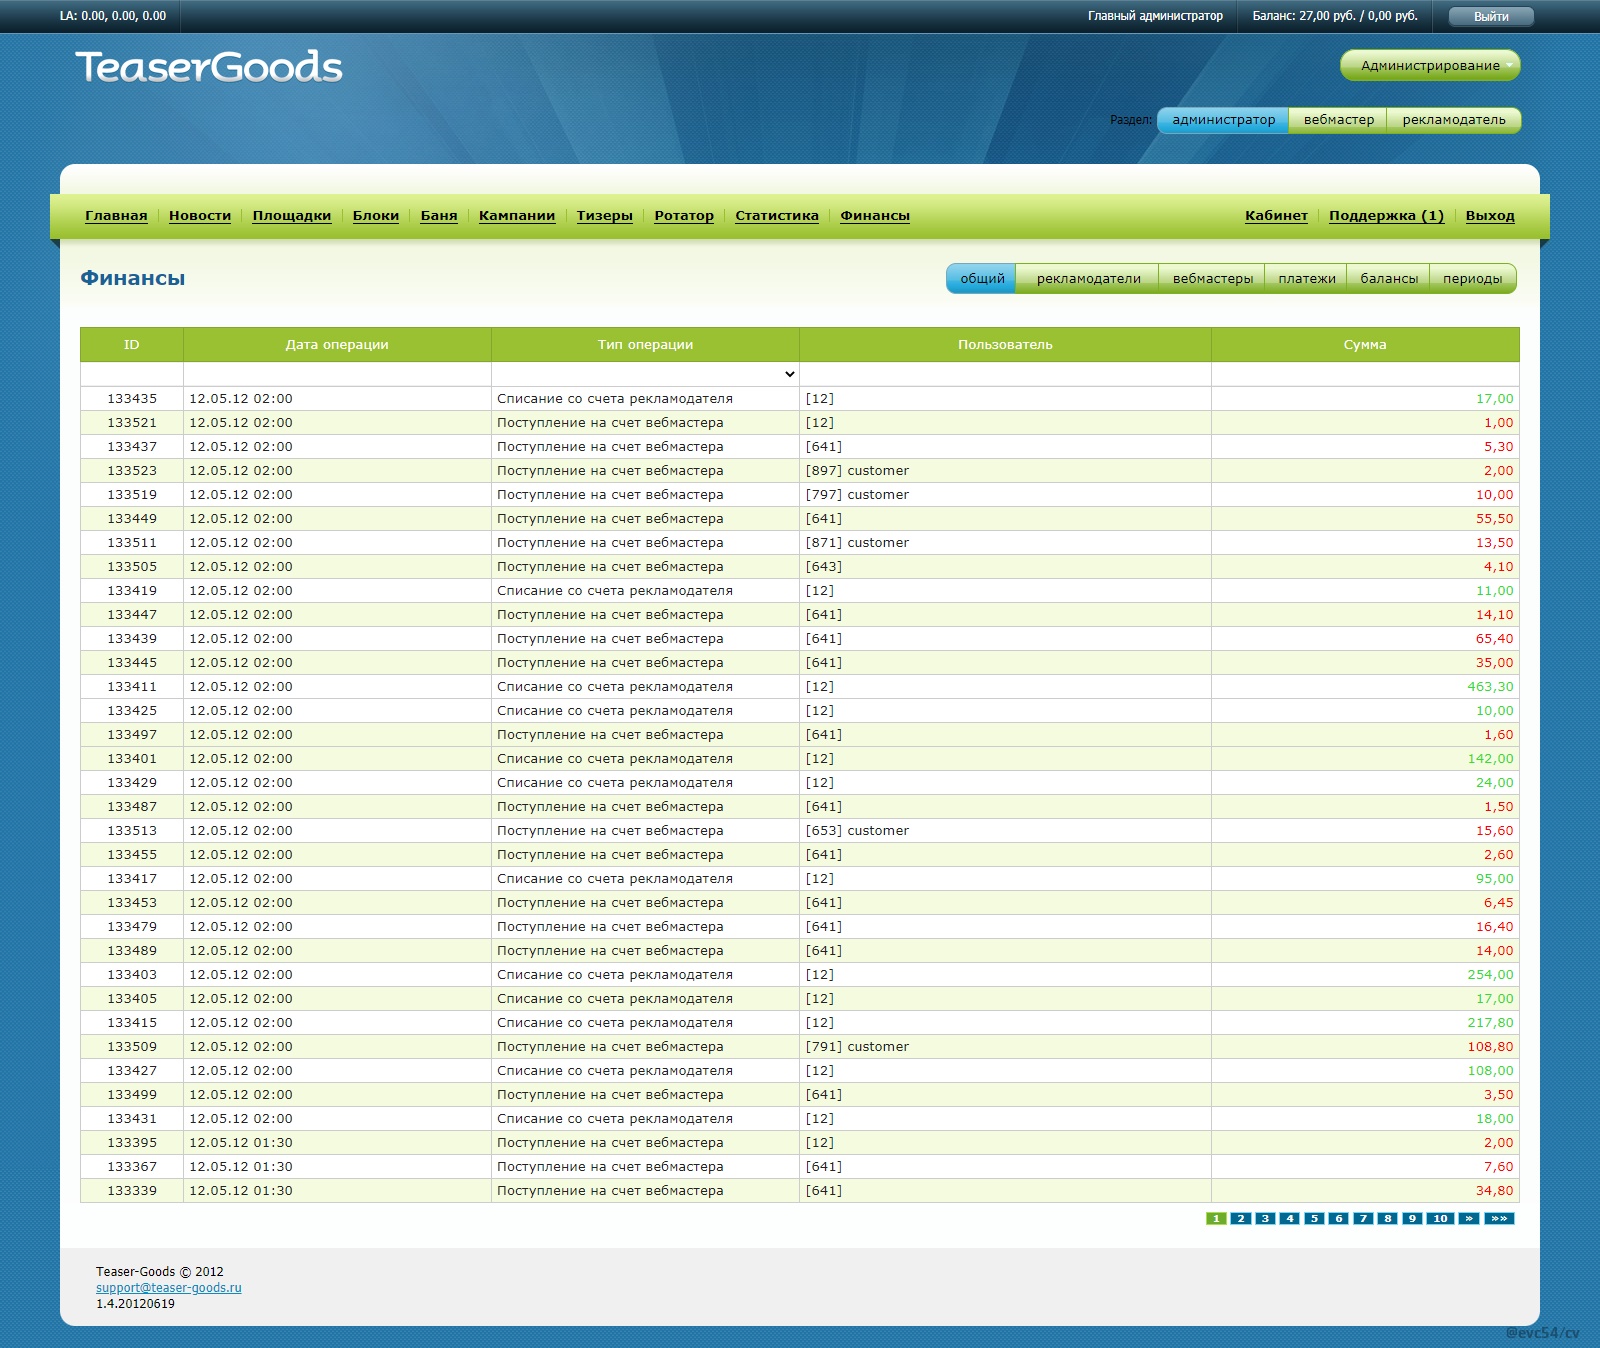 LA: 0.00, 0.00, 0.00 Главный администратор Баланс: 27,00 руб. / 0,00 руб. Выйти
TeaserGoods
Администрирование
Раздел: администратор вебмастер рекламодатель
Главная Новости Площадки Блоки Баня Кампании Тизеры Ротатор Статистика Финансы Кабинет Поддержка (1) Выход
Финансы общий рекламодатели вебмастеры платежи балансы периоды
ID Дата операции Тип операции Пользователь Сумма
133435 12.05.12 02:00 Списание со счета рекламодателя [12] 17,00
133521 12.05.12 02:00 Поступление на счет вебмастера [12] 1,00
133437 12.05.12 02:00 Поступление на счет вебмастера [641] 5,30
133523 12.05.12 02:00 Поступление на счет вебмастера [897] customer 2,00
133519 12.05.12 02:00 Поступление на счет вебмастера [797] customer 10,00
133449 12.05.12 02:00 Поступление на счет вебмастера [641] 55,50
133511 12.05.12 02:00 Поступление на счет вебмастера [871] customer 13,50
133505 12.05.12 02:00 Поступление на счет вебмастера [643] 4,10
133419 12.05.12 02:00 Списание со счета рекламодателя [12] 11,00
133447 12.05.12 02:00 Поступление на счет вебмастера [641] 14,10
133439 12.05.12 02:00 Поступление на счет вебмастера [641] 65,40
133445 12.05.12 02:00 Поступление на счет вебмастера [641] 35,00
133411 12.05.12 02:00 Списание со счета рекламодателя [12] 463,30
133425 12.05.12 02:00 Списание со счета рекламодателя [12] 10,00
133497 12.05.12 02:00 Поступление на счет вебмастера [641] 1,60
133401 12.05.12 02:00 Списание со счета рекламодателя [12] 142,00
133429 12.05.12 02:00 Списание со счета рекламодателя [12] 24,00
133487 12.05.12 02:00 Поступление на счет вебмастера [641] 1,50
133513 12.05.12 02:00 Поступление на счет вебмастера [653] customer 15,60
133455 12.05.12 02:00 Поступление на счет вебмастера [641] 2,60
133417 12.05.12 02:00 Списание со счета рекламодателя [12] 95,00
133453 12.05.12 02:00 Поступление на счет вебмастера [641] 6,45
133479 12.05.12 02:00 Поступление на счет вебмастера [641] 16,40
133489 12.05.12 02:00 Поступление на счет вебмастера [641] 14,00
133403 12.05.12 02:00 Списание со счета рекламодателя [12] 254,00
133405 12.05.12 02:00 Списание со счета рекламодателя [12] 17,00
133415 12.05.12 02:00 Списание со счета рекламодателя [12] 217,80
133509 12.05.12 02:00 Поступление на счет вебмастера [791] customer 108,80
133427 12.05.12 02:00 Списание со счета рекламодателя [12] 108,00
133499 12.05.12 02:00 Поступление на счет вебмастера [641] 3,50
133431 12.05.12 02:00 Списание со счета рекламодателя [12] 18,00
133395 12.05.12 01:30 Поступление на счет вебмастера [12] 2,00
133367 12.05.12 01:30 Поступление на счет вебмастера [641] 7,60
133339 12.05.12 01:30 Поступление на счет вебмастера [641] 34,80
1 2 3 4 5 6 7 8 9 10 » »»
Teaser-Goods © 2012
support@teaser-goods.ru
1.4.20120619
@evc54/cv